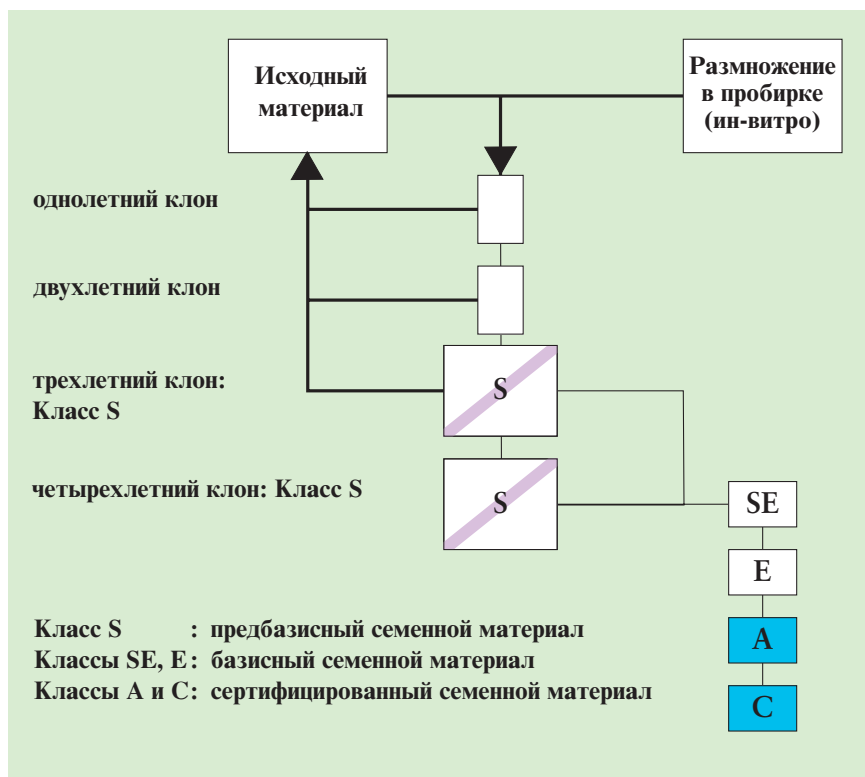 Исходный
материал
Размножение
в пробирке
(ин-витро)
однолетний клон
двухлетний клон
трехлетний клон:
Класс S
S
четырехлетний клон: Класс S
S
SE
E
A
C
Класс S : предбазисный семенной материал
Классы SE, E : базисный семенной материал
Классы А и С: сертифицированный семенной материал